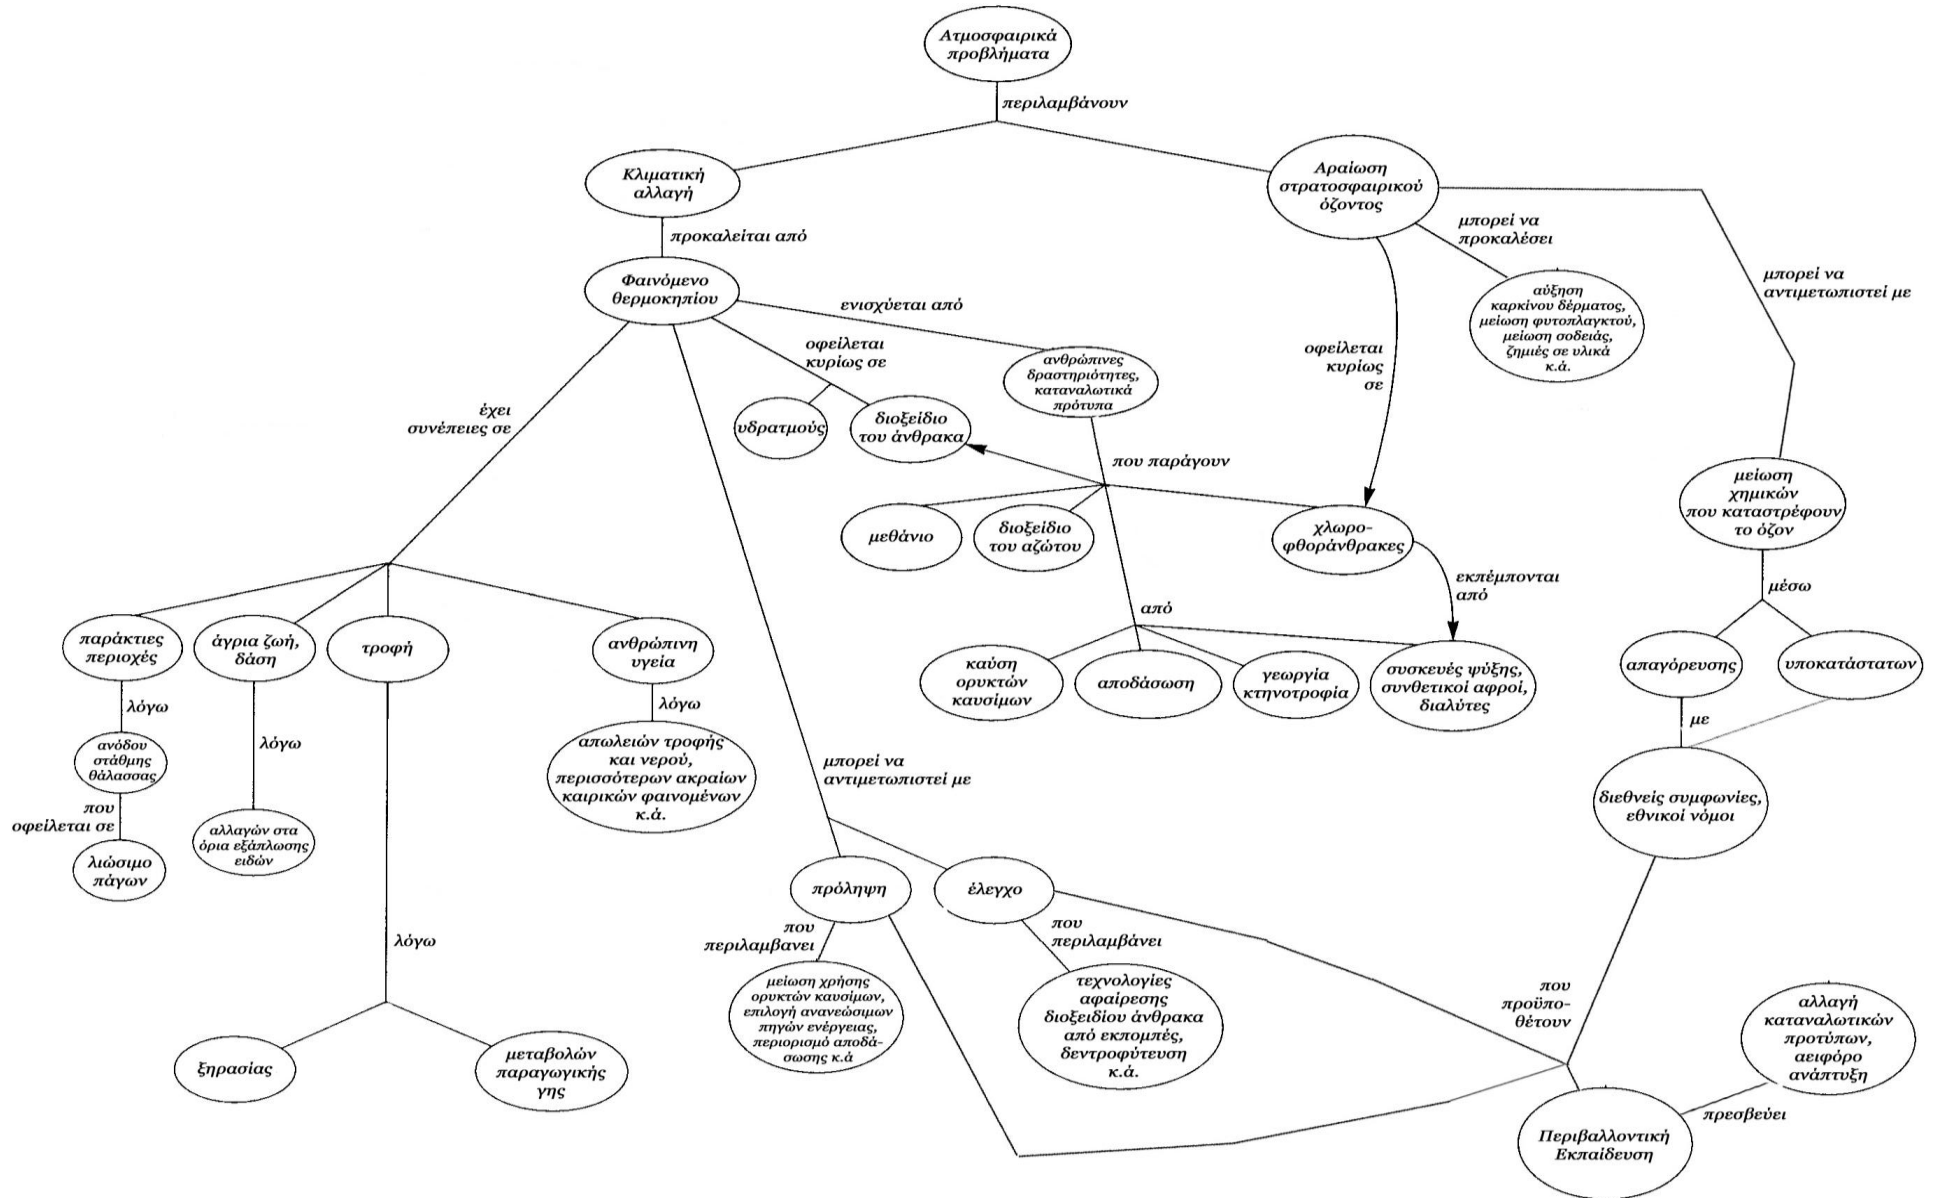 Ατμοσφαιρικά
προβλήματα
περιλαμβάνουν
Κλιματική
αλλαγή
Αραίωση
στρατοσφαιρικού
όζοντος
προκαλείται από
μπορεί να
προκαλέσει
μπορεί να
αντιμετωπιστεί με
Φαινόμενο
θερμοκηπίου
ενισχύεται από
αύξηση
καρκίνου δέρματος,
μείωση φυτοπλαγκτού,
μείωση σοδειάς,
ζημιές σε υλικά
κ.ά.
οφείλεται
κυρίως σε
οφείλεται
κυρίως
σε
ανθρώπινες
δραστηριότητες,
καταναλωτικά
πρότυπα
έχει
συνέπειες σε
υδρατμούς
διοξείδιο
του άνθρακα
που παράγουν
μείωση
χημικών
που καταστρέφουν
το όζον
μεθάνιο
διοξείδιο
του αζώτου
χλωρο-
φθοράνθρακες
εκπέμπονται
από
μέσω
από
παράκτιες
περιοχές
άγρια ζωή,
δάση
τροφή
ανθρώπινη
υγεία
καύση
ορυκτών
καυσίμων
αποδάσωση
γεωργία
κτηνοτροφία
συσκευές ψύξης,
συνθετικοί αφροί,
διαλύτες
απαγόρευσης
υποκατάστατων
λόγω
λόγω
λόγω
με
ανόδου
στάθμης
θάλασσας
απωλειών τροφής
και νερού,
περισσότερων ακραίων
καιρικών φαινομένων
κ.ά.
μπορεί να
αντιμετωπιστεί με
διεθνείς συμφωνίες,
εθνικοί νόμοι
που
οφείλεται σε
αλλαγών στα
όρια εξάπλωσης
ειδών
λιώσιμο
πάγων
πρόληψη
έλεγχο
λόγω
που
περιλαμβανει
που
περιλαμβάνει
μείωση χρήσης
ορυκτών καυσίμων,
επιλογή ανανεώσιμων
πηγών ενέργειας,
περιορισμό αποδά-
σωσης κ.ά
τεχνολογίες
αφαίρεσης
διοξειδίου άνθρακα
από εκπομπές,
δεντροφύτευση
κ.ά.
που
προϋπο-
θέτουν
αλλαγή
καταναλωτικών
προτύπων,
αειφόρο
ανάπτυξη
ξηρασίας
μεταβολών
παραγωγικής
γης
πρεσβεύει
Περιβαλλοντική
Εκπαίδευση